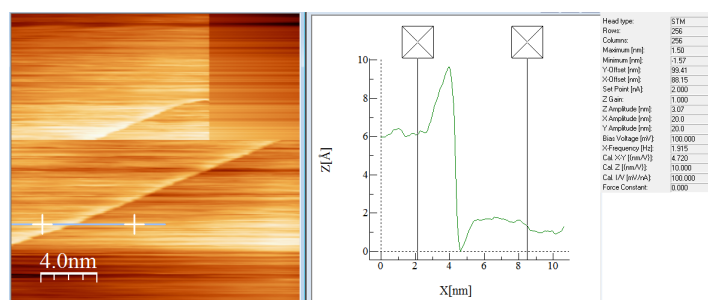 4.0nm
Z[Å]
10
8
6
4
2
0
0 2 4 6 8 10
X[nm]
Head type: STM
Rows: 256
Columns: 256
Maximum [nm]: 1.50
Minimum [nm]: -1.57
Y-Offset [nm]: 99.41
X-Offset [nm]: 88.15
Set Point [nA]: 2.000
Z Gain: 1.000
Z Amplitude [nm]: 3.07
X Amplitude [nm]: 20.0
Y Amplitude [nm]: 20.0
Bias Voltage [mV]: 100.000
X-Frequency [Hz]: 1.915
Cal. X-Y [(nm/V)]: 4.720
Cal. Z [(nm/V)]: 10.000
Cal. I/V [mV/nA]: 100.000
Force Constant: 0.000